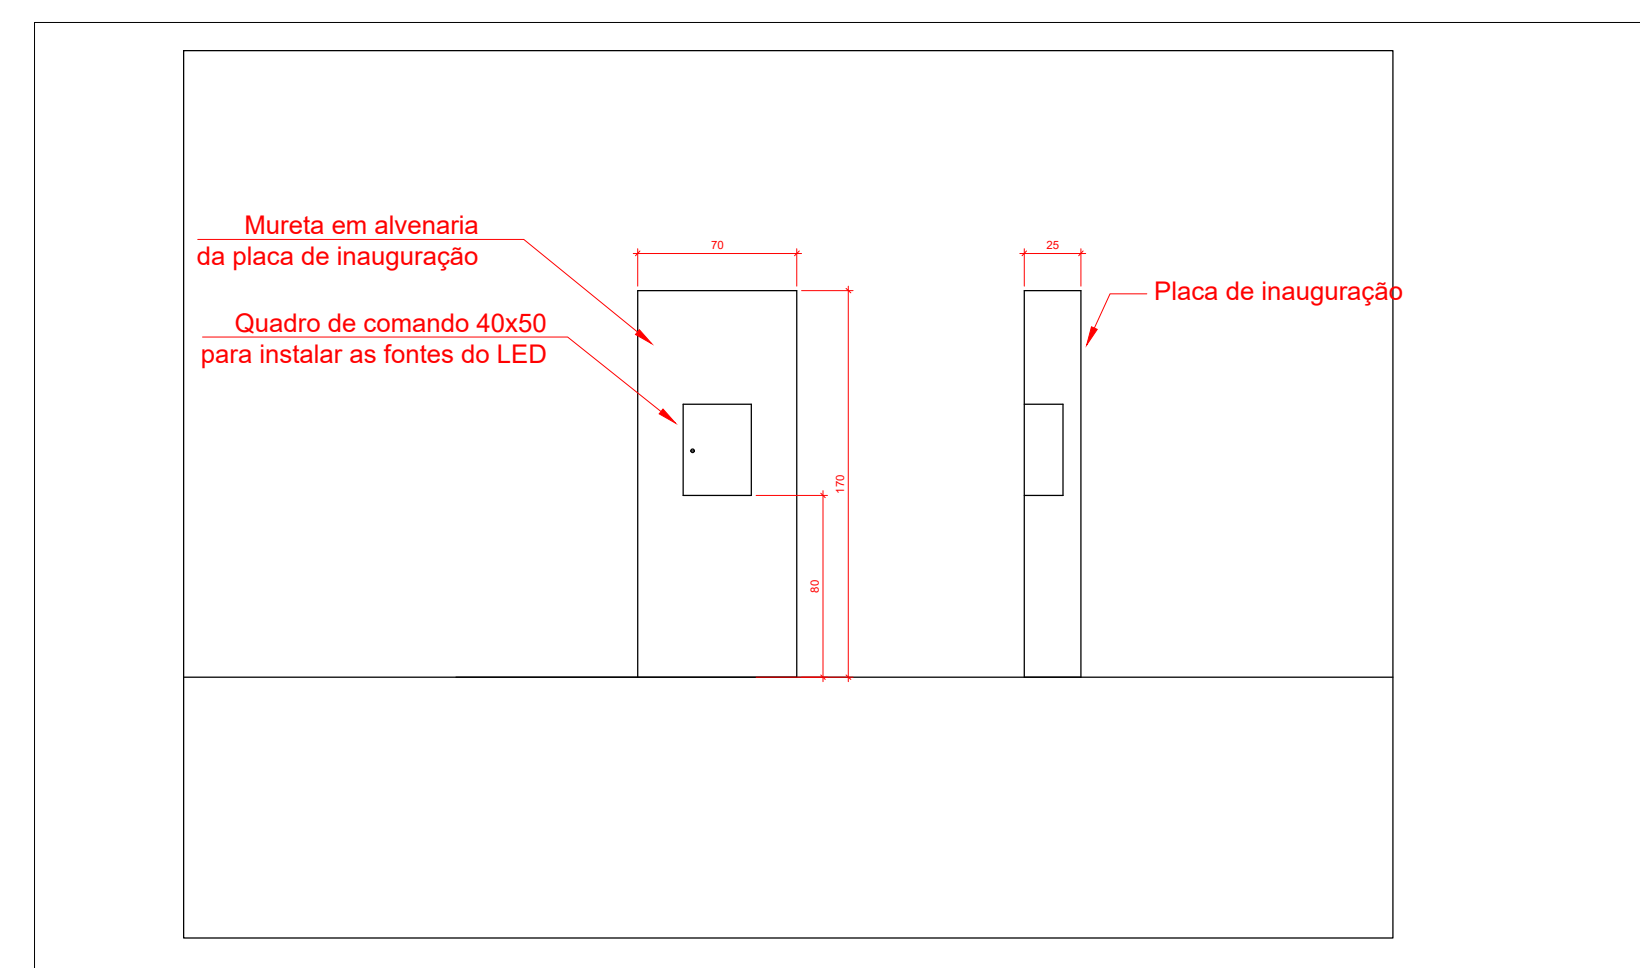 Mureta em alvenaria
da placa de inauguração
Quadro de comando 40x50
para instalar as fontes do LED
70
170
80
25
Placa de inauguração